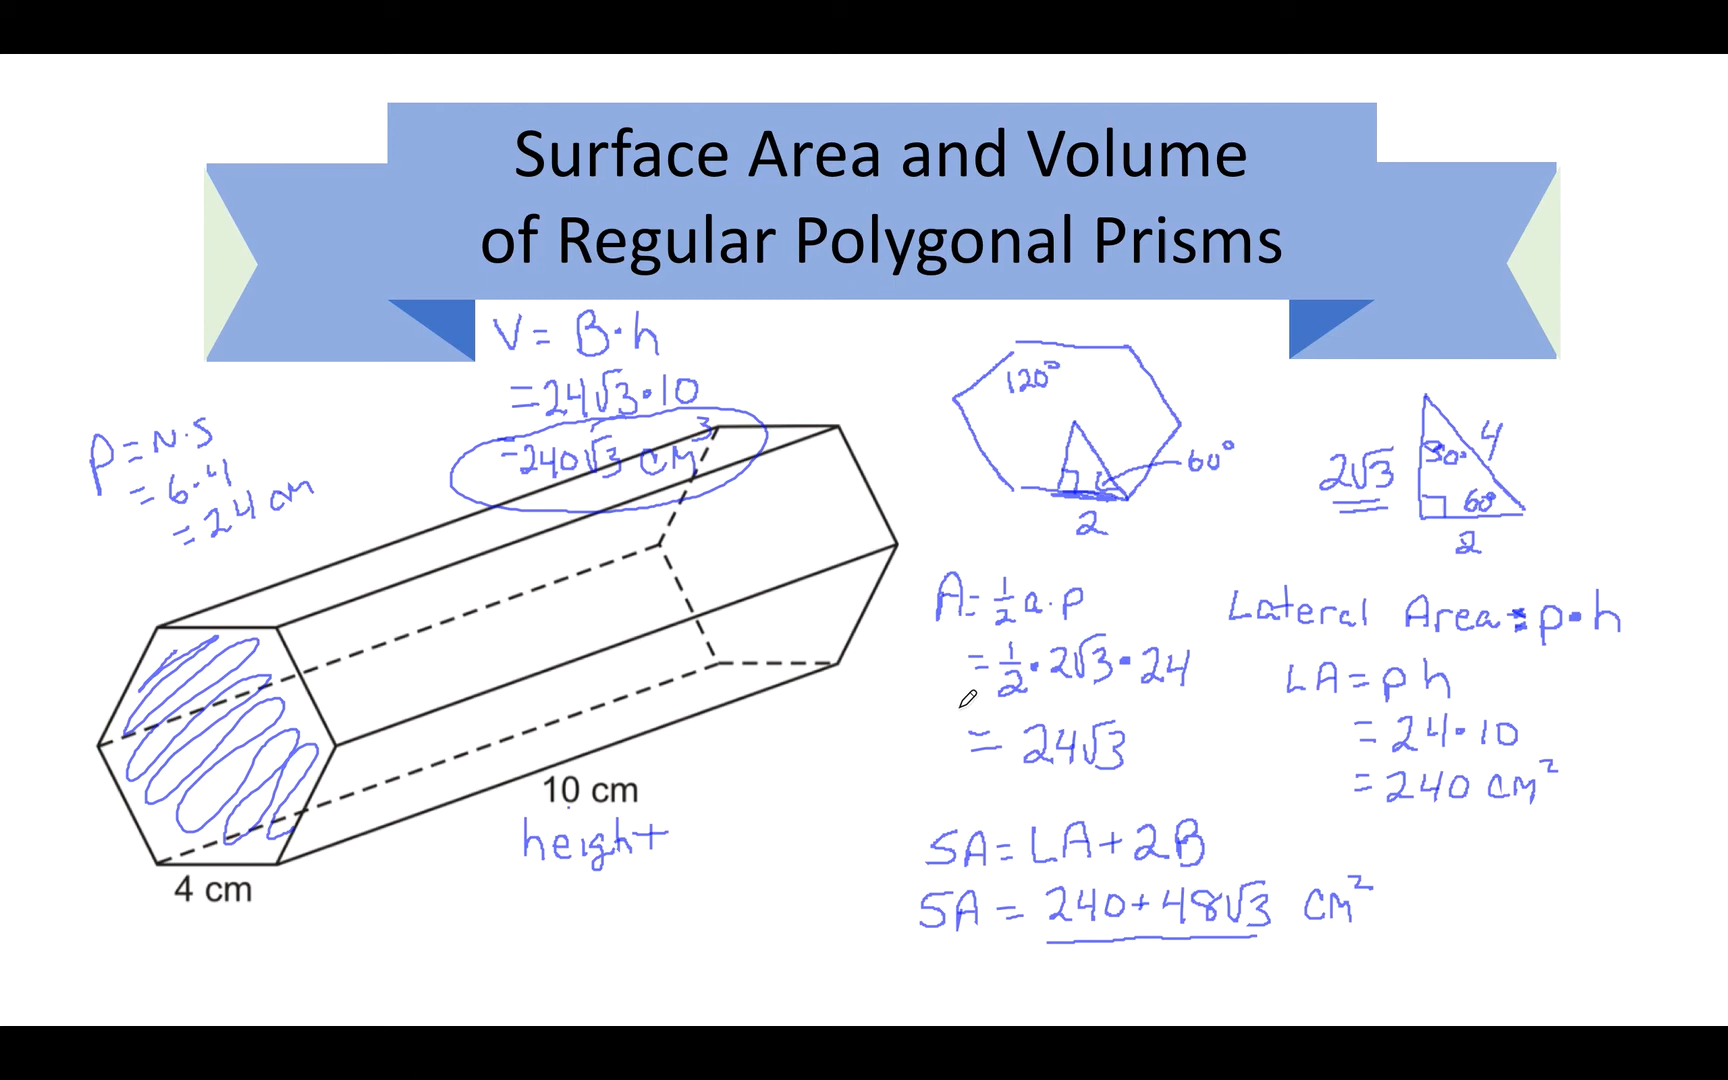 Surface Area and Volume
of Regular Polygonal Prisms
V = B·h
= 24√3·10
= 240√3 cm³
P = N·S
= 6·4
= 24 cm
10 cm
height
4 cm
120°
60°
2
2√3
30°
4
60°
2
A = ½ a·p
= ½·2√3·24
= 24√3
Lateral Area = p·h
LA = p h
= 24·10
= 240 cm²
SA = LA + 2B
SA = 240 + 48√3 cm²